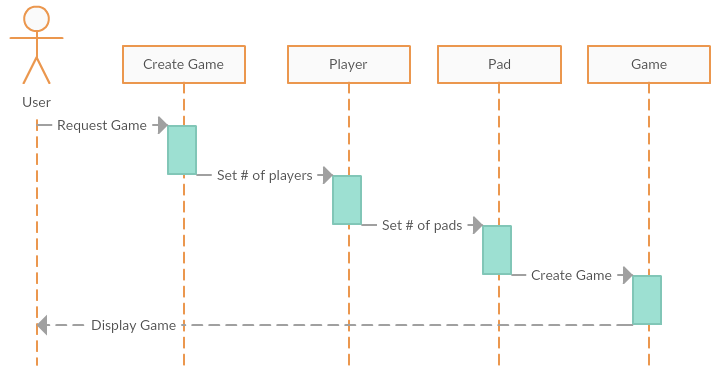 Create Game
Player
Pad
Game
User
Request Game
Set # of players
Set # of pads
Create Game
Display Game